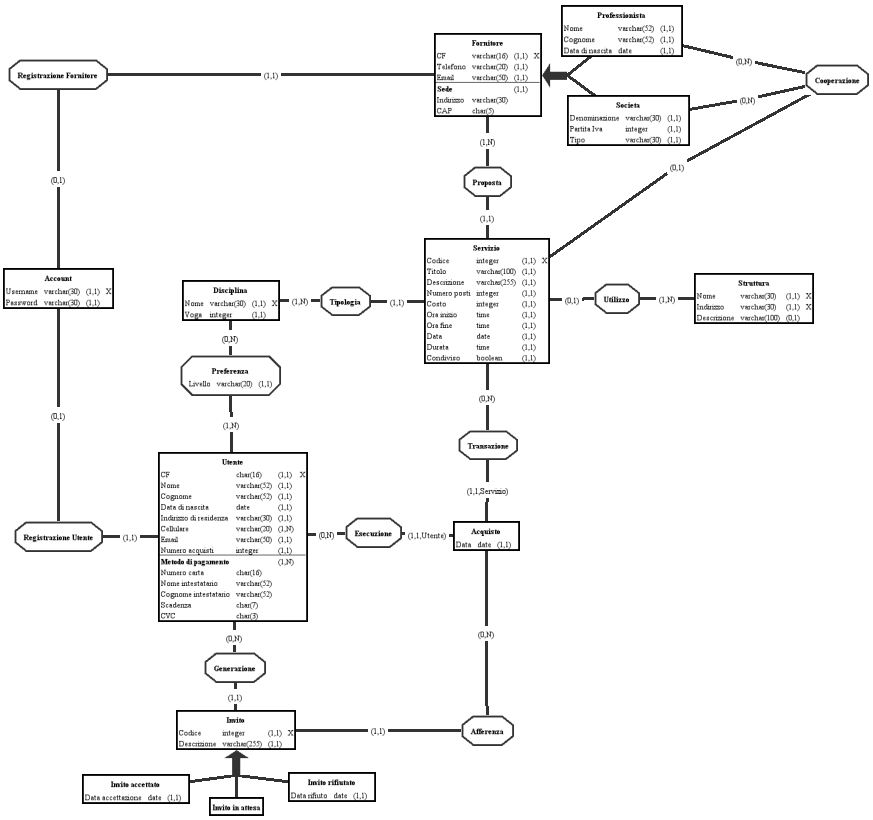 Professionista
Nome varchar(52) (1,1)
Cognome varchar(52) (1,1)
Data di nascita date (1,1)
Fornitore
CF varchar(16) (1,1) X
Telefono varchar(20) (1,1)
Email varchar(50) (1,1)
Sede (1,1)
Indirizzo varchar(30)
CAP char(5)
Registrazione Fornitore
(1,1)
(0,N)
Cooperazione
Societa
Denominazione varchar(30) (1,1)
Partita Iva integer (1,1)
Tipo varchar(30) (1,1)
(0,N)
(1,N)
(0,1)
(0,1)
Proposta
(1,1)
Servizio
Codice integer (1,1) X
Titolo varchar(100) (1,1)
Descrizione varchar(255) (1,1)
Numero posti integer (1,1)
Costo integer (1,1)
Ora inizio time (1,1)
Ora fine time (1,1)
Data date (1,1)
Durata time (1,1)
Condiviso boolean (1,1)
Account
Username varchar(30) (1,1) X
Password varchar(30) (1,1)
Disciplina
Nome varchar(30) (1,1) X
Yoga integer (1,1)
(1,N)
Tipologia
(1,1)
(0,1)
Utilizzo
(1,N)
Struttura
Nome varchar(30) (1,1) X
Indirizzo varchar(30) (1,1) X
Descrizione varchar(100) (0,1)
(0,N)
Preferenza
Livello varchar(20) (1,1)
(0,N)
(0,1)
(1,N)
Transazione
Utente
CF char(16) (1,1) X
Nome varchar(52) (1,1)
Cognome varchar(52) (1,1)
Data di nascita date (1,1)
Indirizzo di residenza varchar(30) (1,1)
Cellulare varchar(20) (1,N)
Email varchar(50) (1,1)
Numero acquisti integer (1,1)
Metodo di pagamento (1,N)
Numero carta char(16)
Nome intestatario varchar(52)
Cognome intestatario varchar(52)
Scadenza char(7)
CVC char(3)
(1,1,Servizio)
Registrazione Utente
(1,1)
(0,N)
Esecuzione
(1,1,Utente)
Acquisto
Data date (1,1)
(0,N)
(0,N)
Generazione
(1,1)
Invito
Codice integer (1,1) X
Descrizione varchar(255) (1,1)
(1,1)
Afferenza
Invito accettato
Data accettazione date (1,1)
Invito in attesa
Invito rifiutato
Data rifiuto date (1,1)